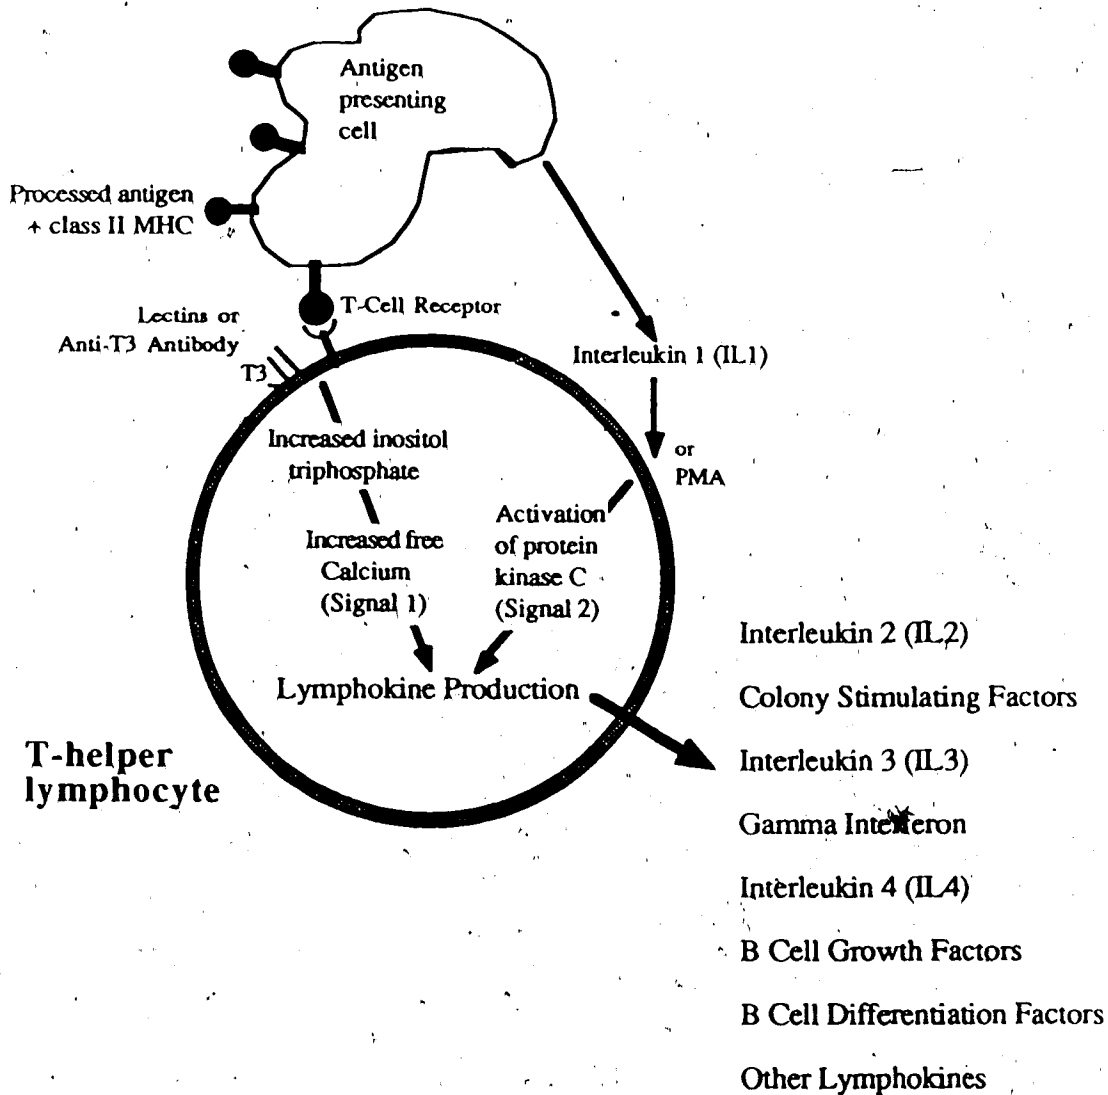 Antigen
presenting
cell
Processed antigen
+ class II MHC
T-Cell Receptor
Lectins or
Anti-T3 Antibody
T3
Interleukin 1 (IL1)
or
PMA
Increased inositol
triphosphate
Increased free
Calcium
(Signal 1)
Activation
of protein
kinase C
(Signal 2)
Lymphokine Production
T-helper
lymphocyte
Interleukin 2 (IL2)
Colony Stimulating Factors
Interleukin 3 (IL3)
Gamma Interferon
Interleukin 4 (IL4)
B Cell Growth Factors
B Cell Differentiation Factors
Other Lymphokines